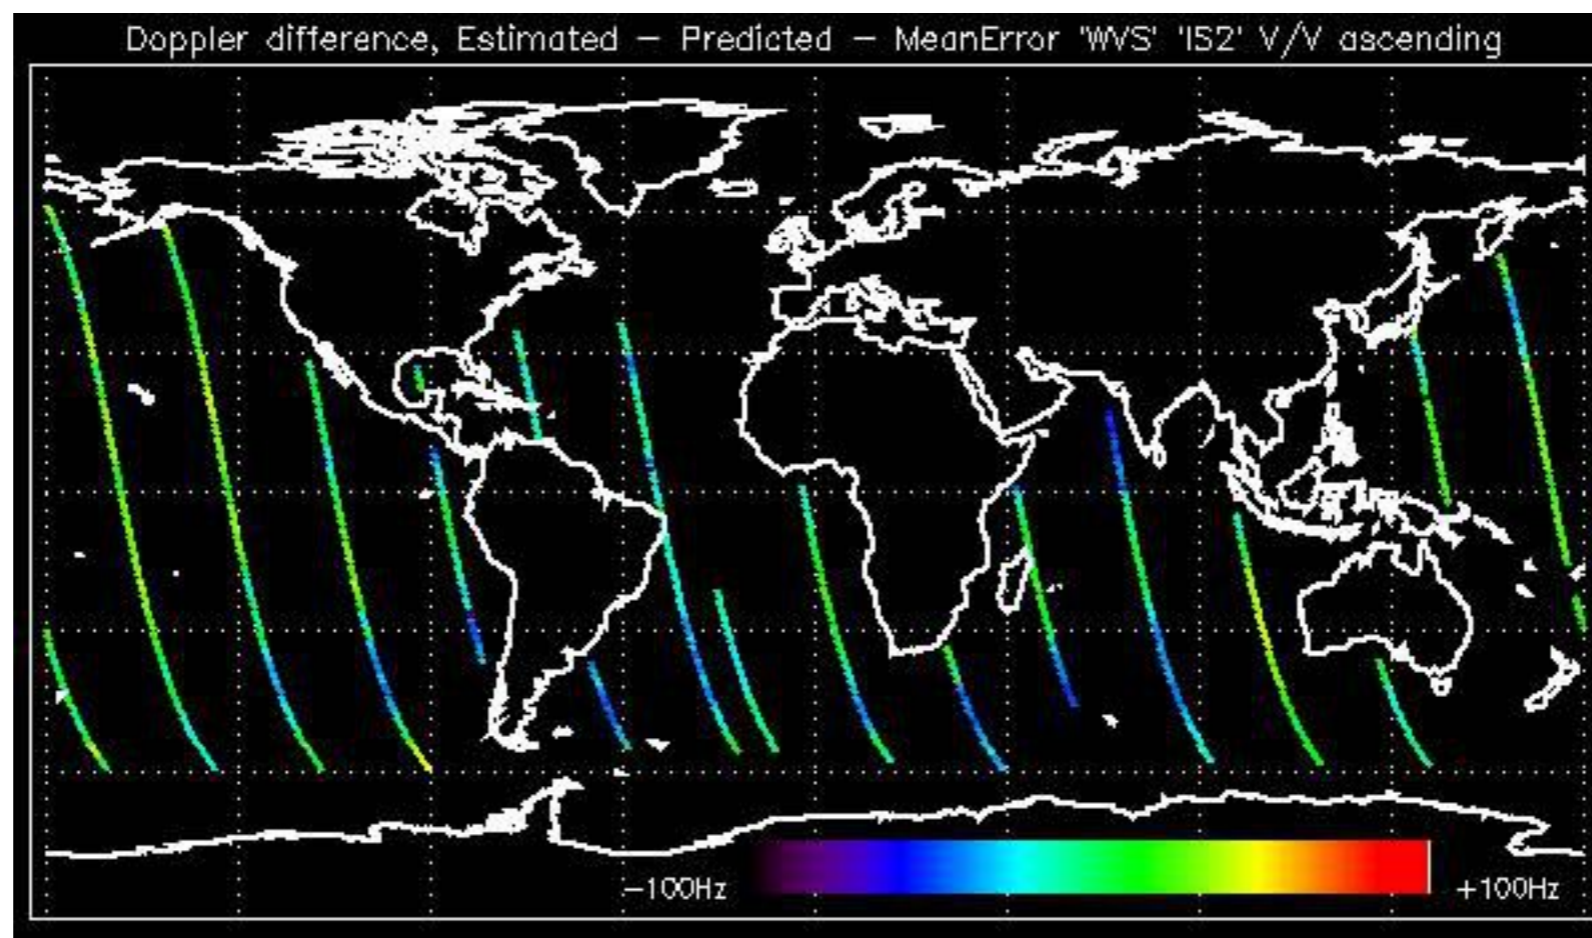 Doppler difference, Estimated – Predicted – MeanError 'WVS' 'IS2' V/V ascending
–100Hz
+100Hz